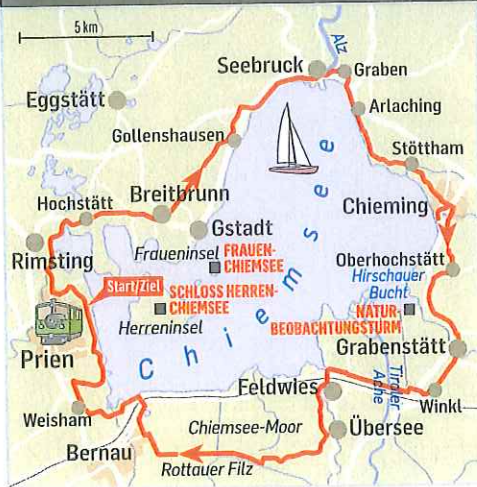 5 km
Alz
Seebruck
Graben
Eggstätt
Arlaching
Gollenshausen
Stöttham
Hochstätt
Breitbrunn
Chieming
Gstadt
Rimsting
Fraueninsel
FRAUEN-
CHIEMSEE
Oberhochstätt
Hirschauer
Bucht
Start/Ziel
SCHLOSS HERREN-
CHIEMSEE
Herreninsel
NATUR-
BEOBACHTUNGSTURM
Chiemsee
Prien
Grabenstätt
Feldwies
Tiroler
Ache
Winkl
Weisham
Chiemsee-Moor
Übersee
Bernau
Rottauer Filz